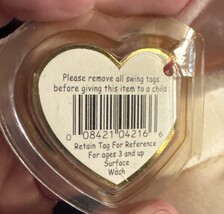 Please remove all swing tags
before giving this item to a child
0 08421 04216 6
Retain Tag For Reference
For ages 3 and up
Surface
Wash